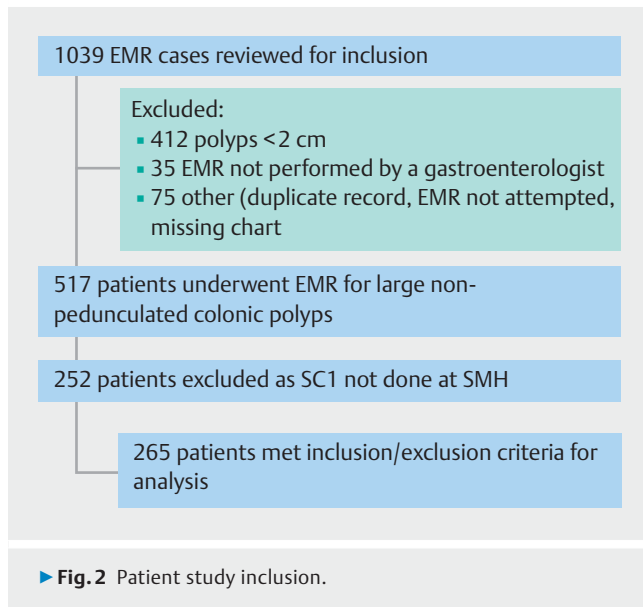 1039 EMR cases reviewed for inclusion
Excluded:
▪ 412 polyps <2 cm
▪ 35 EMR not performed by a gastroenterologist
▪ 75 other (duplicate record, EMR not attempted,
missing chart
517 patients underwent EMR for large non-
pedunculated colonic polyps
252 patients excluded as SC1 not done at SMH
265 patients met inclusion/exclusion criteria for
analysis
►Fig. 2 Patient study inclusion.